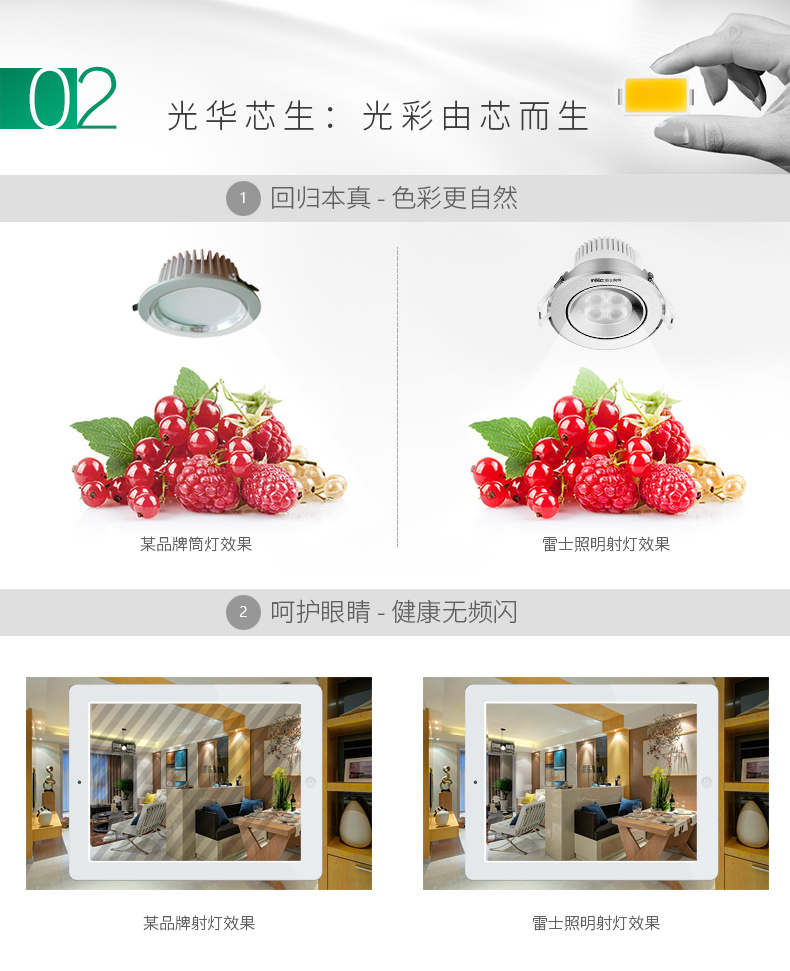 02
光华芯生：光彩由芯而生
1 回归本真 - 色彩更自然
某品牌筒灯效果
雷士照明射灯效果
2 呵护眼睛 - 健康无频闪
某品牌射灯效果
雷士照明射灯效果